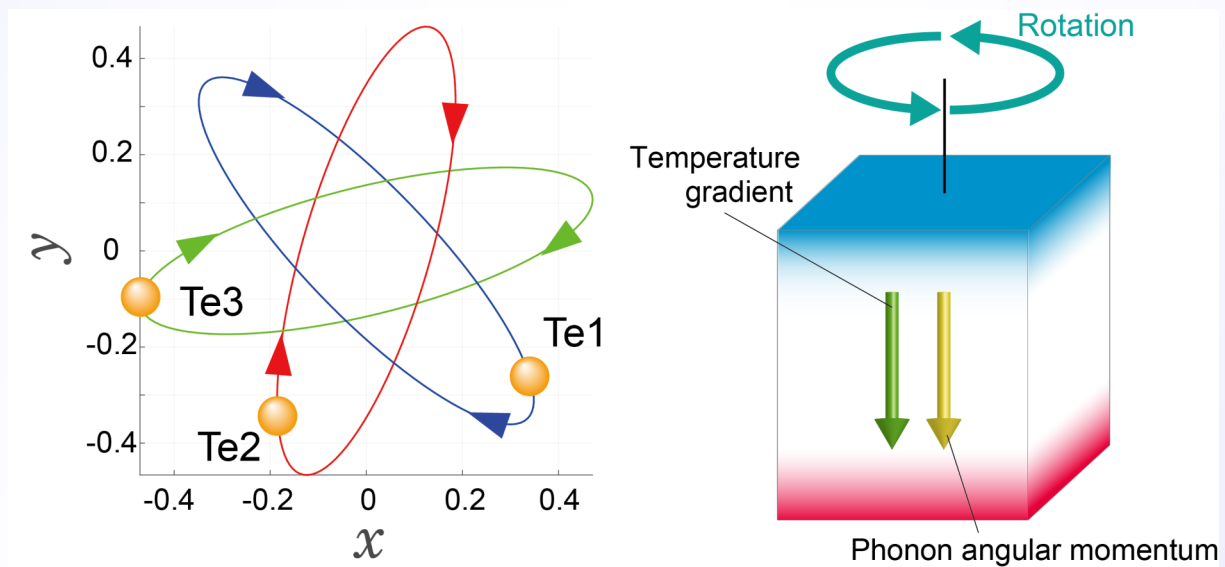 0.4
0.2
0
-0.2
-0.4
y
-0.4
-0.2
0
0.2
0.4
x
Te3
Te1
Te2
Rotation
Temperature
gradient
Phonon angular momentum